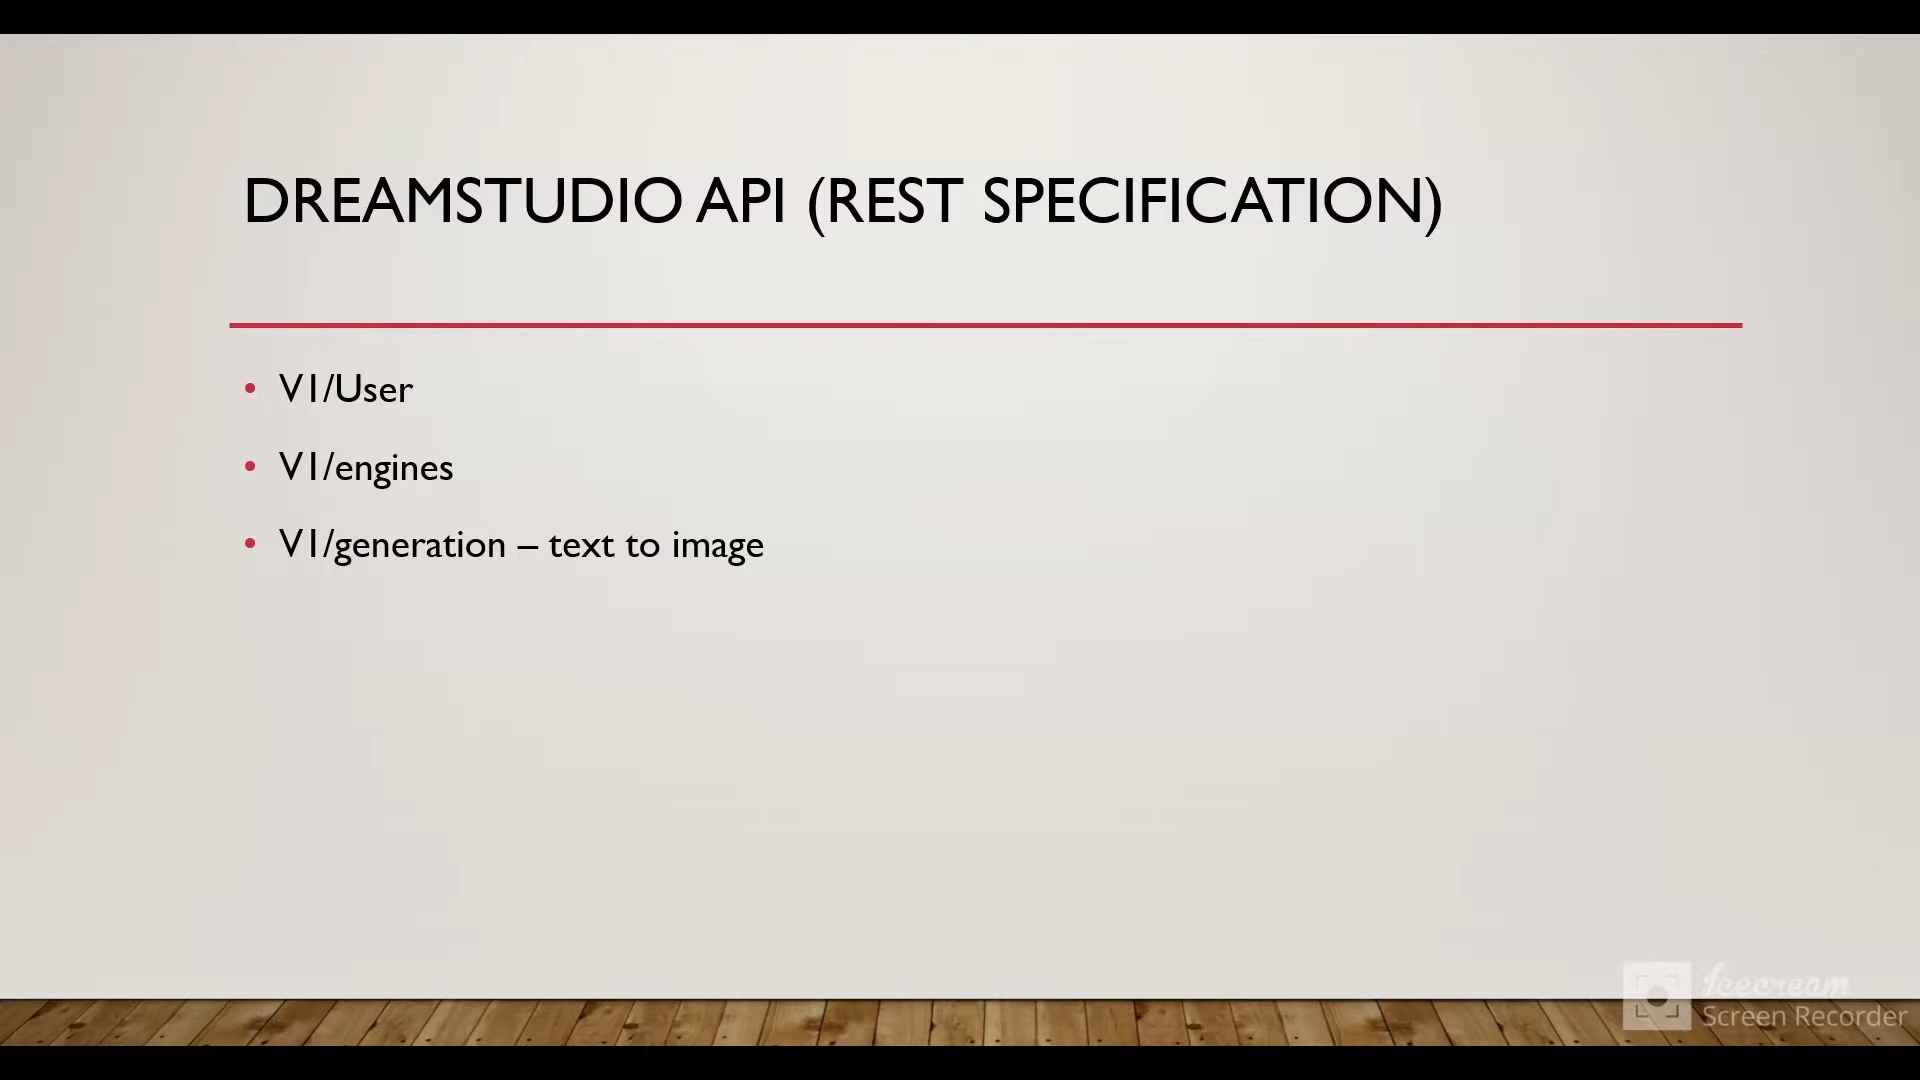 DREAMSTUDIO API (REST SPECIFICATION)
• V1/User
• V1/engines
• V1/generation – text to image
Icecream
Screen Recorder